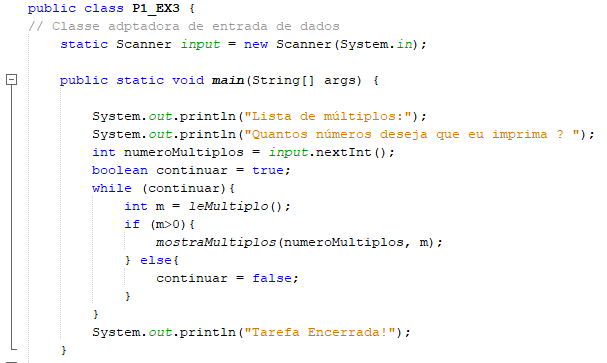 public class P1_EX3 {
// Classe adptadora de entrada de dados
static Scanner input = new Scanner(System.in);
public static void main(String[] args) {
System.out.println("Lista de múltiplos:");
System.out.println("Quantos números deseja que eu imprima ? ");
int numeroMultiplos = input.nextInt();
boolean continuar = true;
while (continuar){
int m = leMultiplo();
if (m>0){
mostraMultiplos(numeroMultiplos, m);
} else{
continuar = false;
}
}
System.out.println("Tarefa Encerrada!");
}